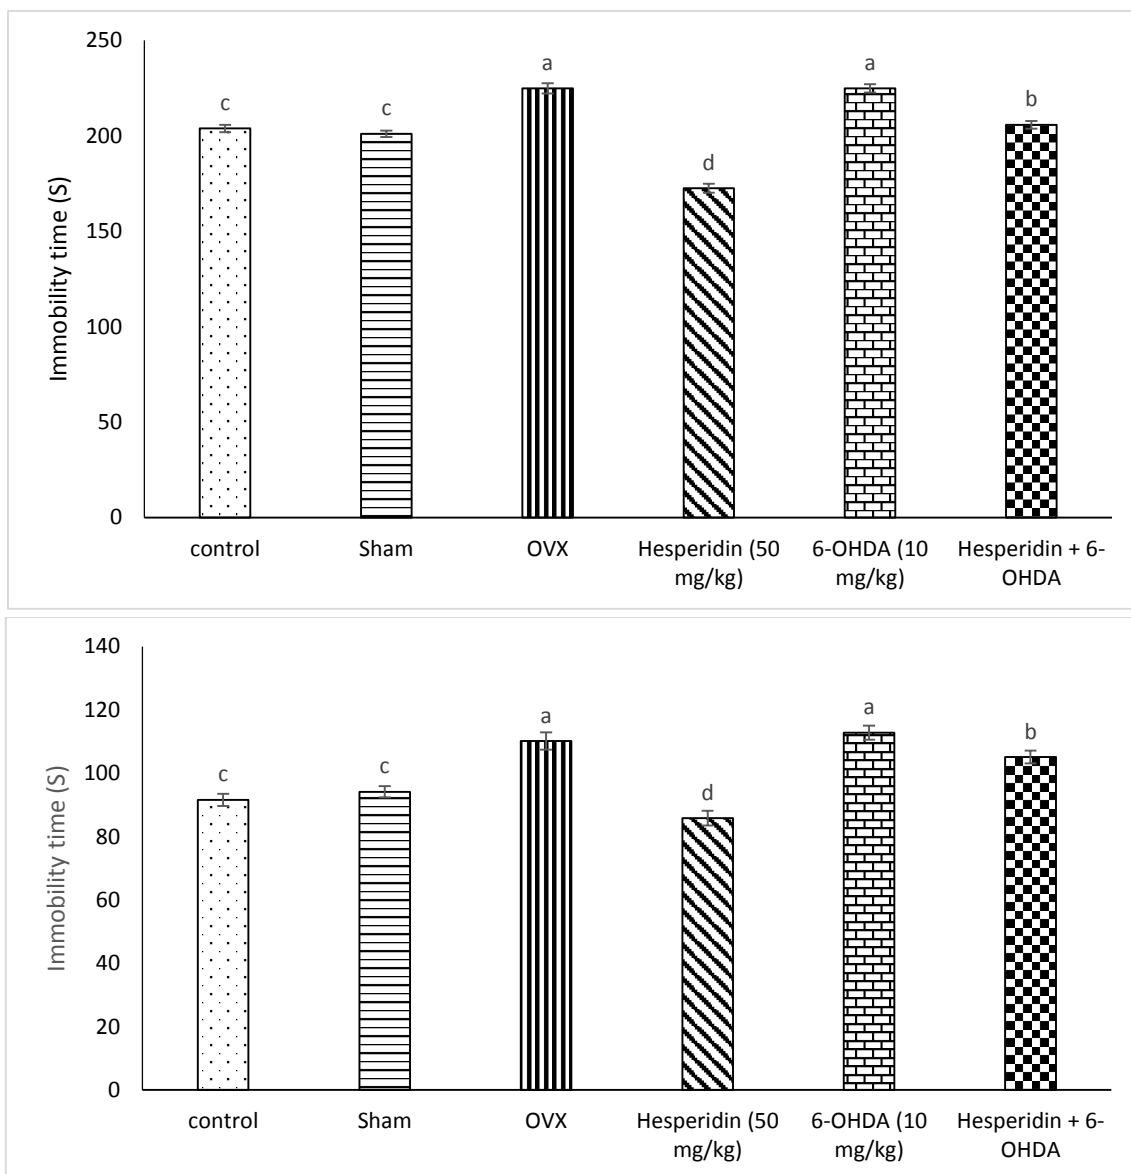 250
200
150
100
50
0
Immobility time (S)
c
c
a
d
a
b
control
Sham
OVX
Hesperidin (50
mg/kg)
6-OHDA (10
mg/kg)
Hesperidin + 6-
OHDA
140
120
100
80
60
40
20
0
Immobility time (S)
c
c
a
d
a
b
control
Sham
OVX
Hesperidin (50
mg/kg)
6-OHDA (10
mg/kg)
Hesperidin + 6-
OHDA